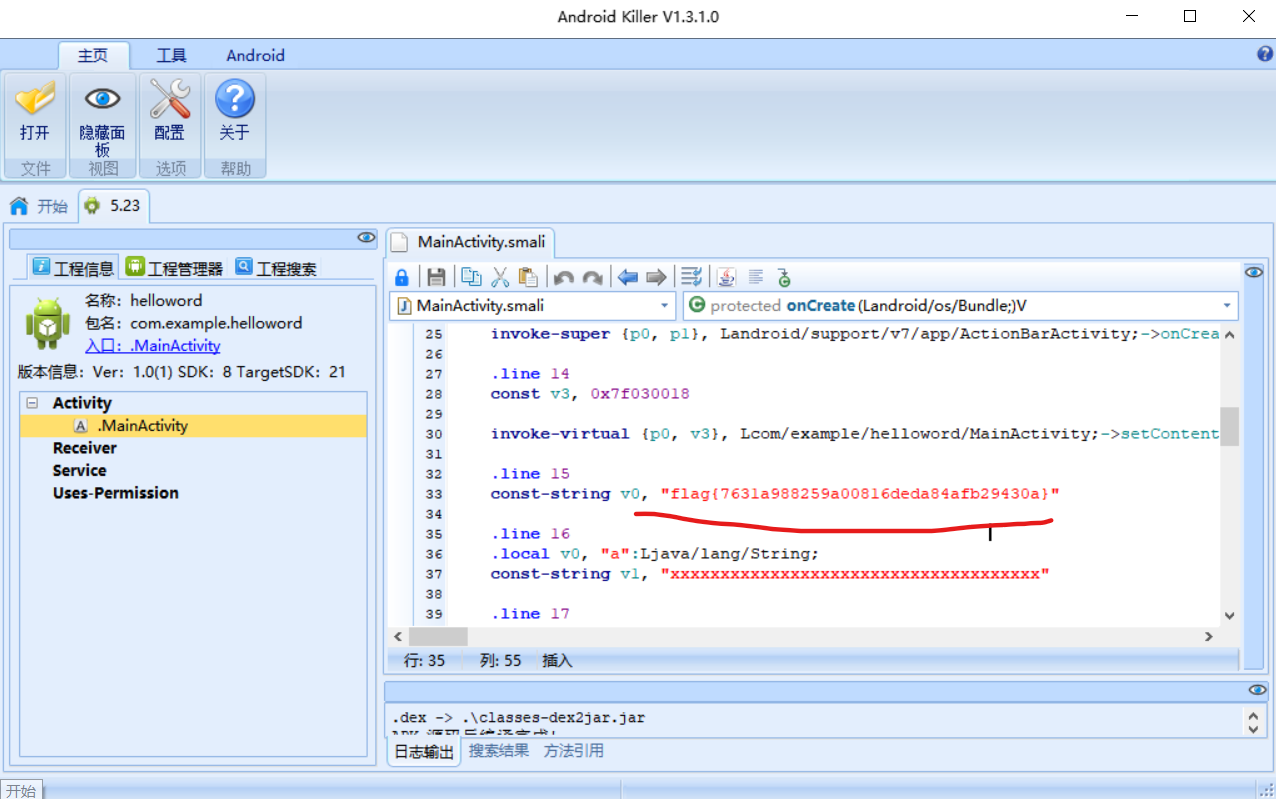 Android Killer V1.3.1.0
主页 工具 Android
打开 隐藏面板 配置 关于
文件 视图 选项 帮助
开始 5.23
工程信息 工程管理器 工程搜索
名称: helloword
包名: com.example.helloword
入口: .MainActivity
版本信息: Ver: 1.0(1) SDK: 8 TargetSDK: 21
Activity
A .MainActivity
Receiver
Service
Uses-Permission
MainActivity.smali
MainActivity.smali protected onCreate(Landroid/os/Bundle;)V
25 invoke-super {p0, p1}, Landroid/support/v7/app/ActionBarActivity;->onCrea
26
27 .line 14
28 const v3, 0x7f030018
29
30 invoke-virtual {p0, v3}, Lcom/example/helloword/MainActivity;->setContent
31
32 .line 15
33 const-string v0, "flag{7631a988259a00816deda84afb29430a}"
34
35 .line 16
36 .local v0, "a":Ljava/lang/String;
37 const-string v1, "xxxxxxxxxxxxxxxxxxxxxxxxxxxxxxxxxxxxx"
38
39 .line 17
行: 35 列: 55 插入
.dex -> .\classes-dex2jar.jar
日志输出 搜索结果 方法引用
开始